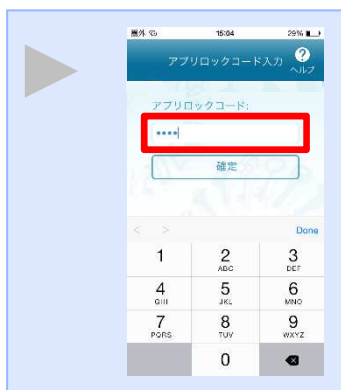 圏外 15:04 29%
アプリロックコード入力 ?
ヘルプ
アプリロックコード:
••••
確定
< > Done
1 2 3
ABC DEF
4 5 6
GHI JKL MNO
7 8 9
PQRS TUV WXYZ
0